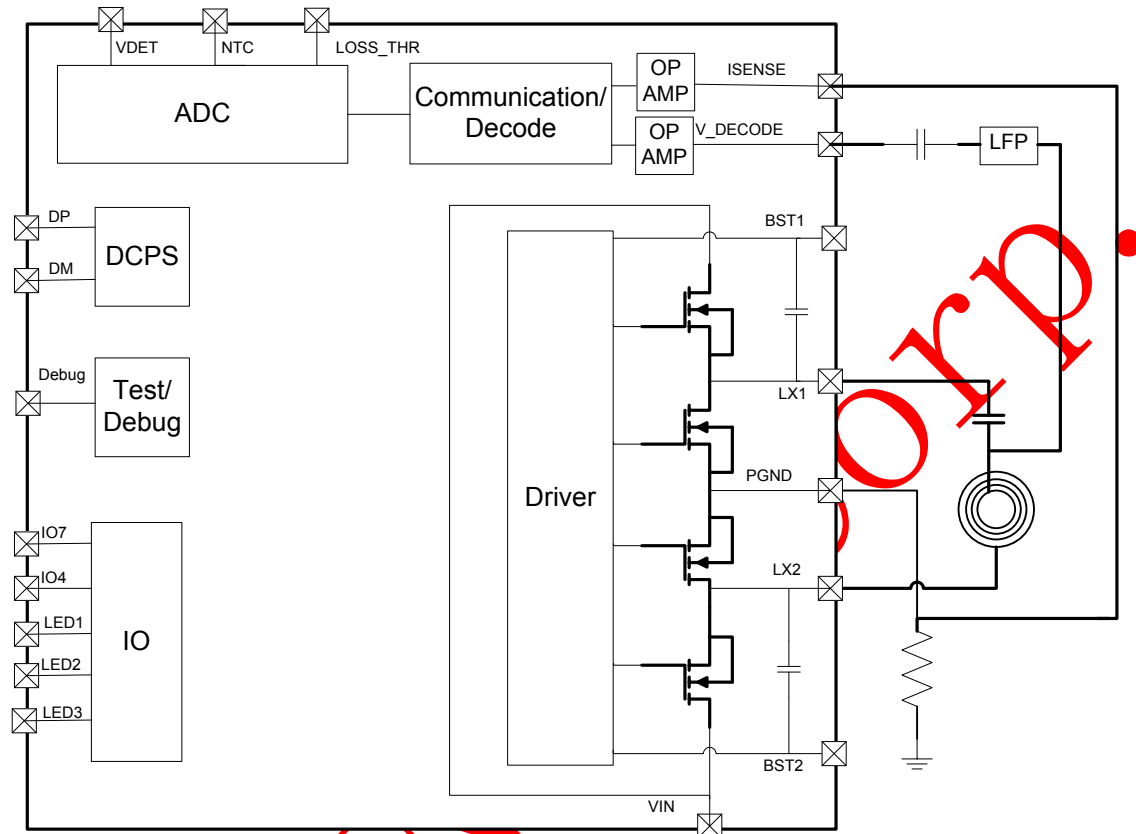 VDET
NTC
LOSS_THR
ADC
Communication/
Decode
OP
AMP
ISENSE
OP
AMP
V_DECODE
LFP
DP
DM
DCPS
BST1
Debug
Test/
Debug
LX1
Driver
PGND
IO7
IO4
LED1
LED2
LED3
IO
LX2
BST2
VIN
orp.